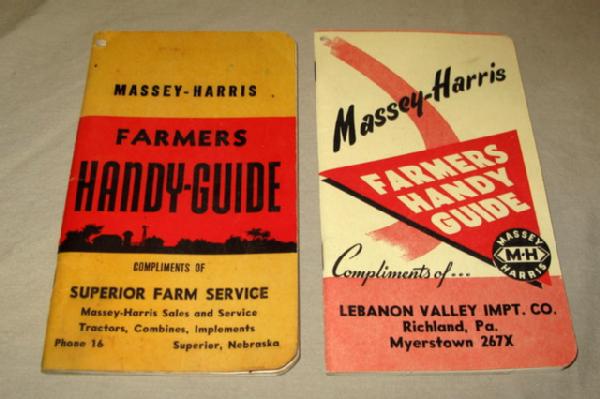 MASSEY-HARRIS
FARMERS
HANDY-GUIDE
COMPLIMENTS OF
SUPERIOR FARM SERVICE
Massey-Harris Sales and Service
Tractors, Combines, Implements
Phone 16 Superior, Nebraska
Massey-Harris
FARMERS
HANDY
GUIDE
MASSEY
M-H
HARRIS
Compliments of...
LEBANON VALLEY IMPT. CO.
Richland, Pa.
Myerstown 267X